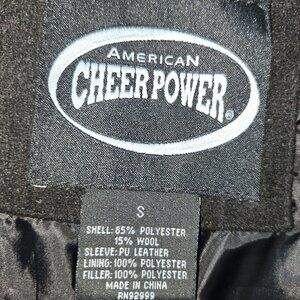 AMERICAN
CHEER POWER®
S
SHELL: 85% POLYESTER
15% WOOL
SLEEVE: PU LEATHER
LINING: 100% POLYESTER
FILLER: 100% POLYESTER
MADE IN CHINA
RN92999